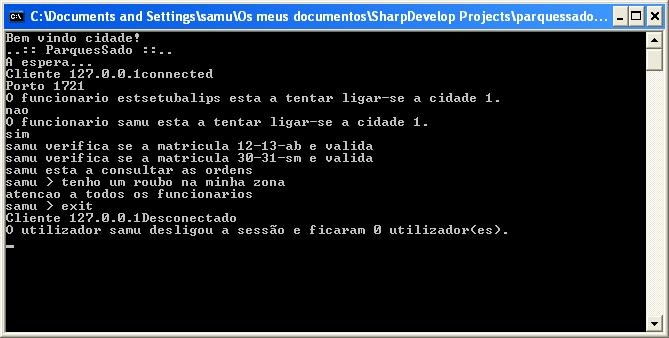 C:\Documents and Settings\samu\Os meus documentos\SharpDevelop Projects\parquessado...
Bem vindo cidade!
..:: ParquesSado ::..
A espera...
Cliente 127.0.0.1connected
Porto 1721
O funcionario estsetubalips esta a tentar ligar-se a cidade 1.
nao
O funcionario samu esta a tentar ligar-se a cidade 1.
sim
samu verifica se a matricula 12-13-ab e valida
samu verifica se a matricula 30-31-sm e valida
samu esta a consultar as ordens
samu > tenho um roubo na minha zona
atencao a todos os funcionarios
samu > exit
Cliente 127.0.0.1Desconectado
O utilizador samu desligou a sessão e ficaram 0 utilizador(es).